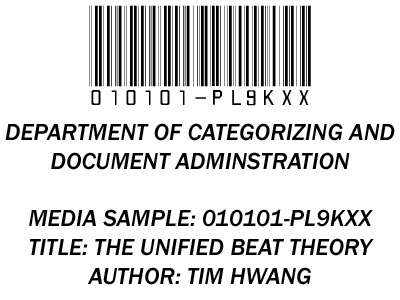 010101-PL9KXX
DEPARTMENT OF CATEGORIZING AND
DOCUMENT ADMINSTRATION
MEDIA SAMPLE: 010101-PL9KXX
TITLE: THE UNIFIED BEAT THEORY
AUTHOR: TIM HWANG